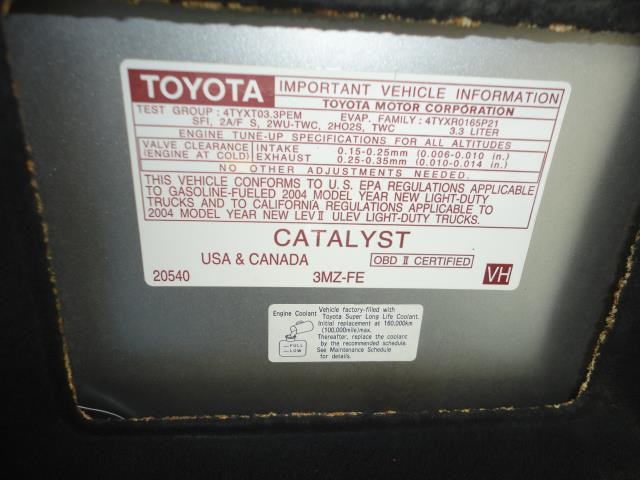 TOYOTA IMPORTANT VEHICLE INFORMATION
TOYOTA MOTOR CORPORATION
TEST GROUP : 4TYXT03.3PEM EVAP. FAMILY : 4TYXR0165P21
SFI, 2A/F S, 2WU-TWC, 2HO2S, TWC 3.3 LITER
ENGINE TUNE-UP SPECIFICATIONS FOR ALL ALTITUDES
VALVE CLEARANCE INTAKE 0.15-0.25mm (0.006-0.010 in.)
(ENGINE AT COLD) EXHAUST 0.25-0.35mm (0.010-0.014 in.)
NO OTHER ADJUSTMENTS NEEDED.
THIS VEHICLE CONFORMS TO U.S. EPA REGULATIONS APPLICABLE
TO GASOLINE-FUELED 2004 MODEL YEAR NEW LIGHT-DUTY
TRUCKS AND TO CALIFORNIA REGULATIONS APPLICABLE TO
2004 MODEL YEAR NEW LEV II ULEV LIGHT-DUTY TRUCKS.
CATALYST
USA & CANADA OBD II CERTIFIED
20540 3MZ-FE VH
Engine Coolant Vehicle factory-filled with
Toyota Super Long Life Coolant.
Initial replacement at 160,000km
(100,000mile)max.
Thereafter, replace the coolant
FULL by the recommended schedule.
LOW See Maintenance Schedule
for details.